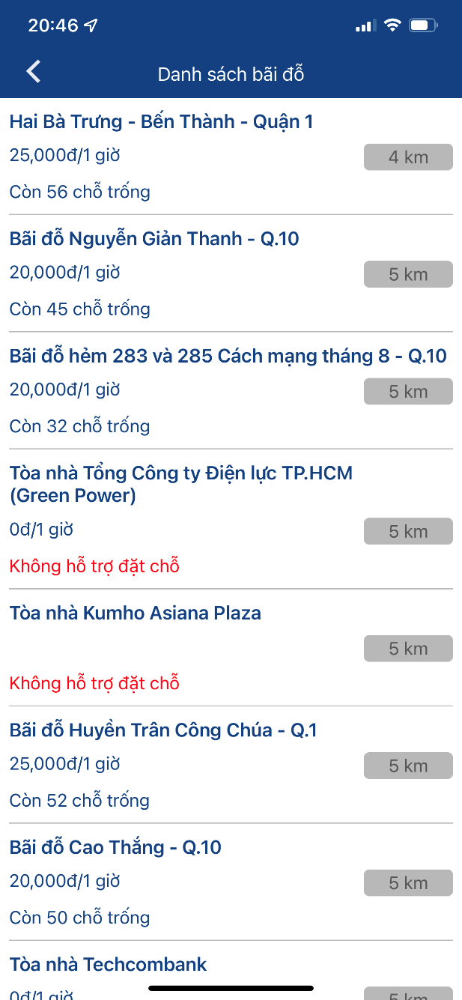 20:46
Danh sách bãi đỗ
Hai Bà Trưng - Bến Thành - Quận 1
25,000đ/1 giờ
4 km
Còn 56 chỗ trống
Bãi đỗ Nguyễn Giản Thanh - Q.10
20,000đ/1 giờ
5 km
Còn 45 chỗ trống
Bãi đỗ hẻm 283 và 285 Cách mạng tháng 8 - Q.10
20,000đ/1 giờ
5 km
Còn 32 chỗ trống
Tòa nhà Tổng Công ty Điện lực TP.HCM
(Green Power)
0đ/1 giờ
5 km
Không hỗ trợ đặt chỗ
Tòa nhà Kumho Asiana Plaza
5 km
Không hỗ trợ đặt chỗ
Bãi đỗ Huyền Trân Công Chúa - Q.1
25,000đ/1 giờ
5 km
Còn 52 chỗ trống
Bãi đỗ Cao Thắng - Q.10
20,000đ/1 giờ
5 km
Còn 50 chỗ trống
Tòa nhà Techcombank
0đ/1 giờ
5 km